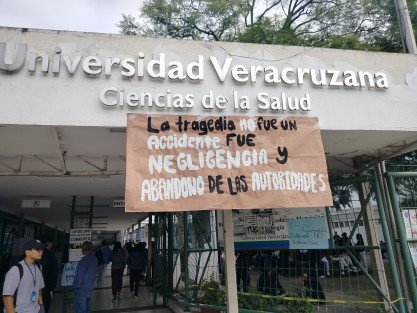 Universidad Veracruzana
Ciencias de la Salud
La tragedia no fue un
Accidente FUE
NEGLIGENCIA y
ABANDONO DE LAS AUTORIDADES